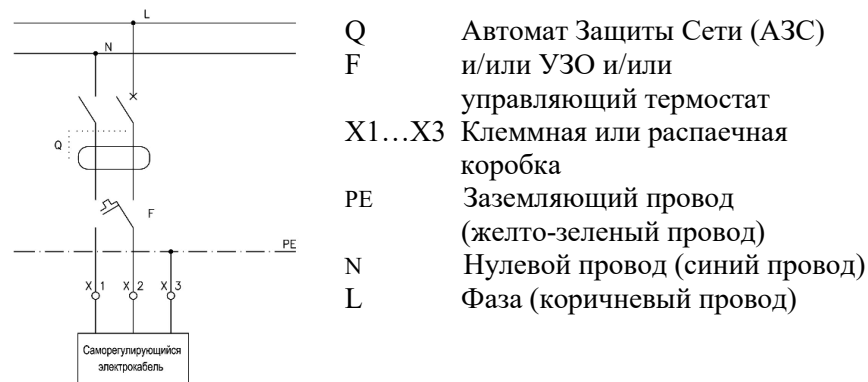 L
N
Q
F
PE
X 1 X 2 X 3
Саморегулирующийся
электрокабель
Q Автомат Защиты Сети (АЗС)
F и/или УЗО и/или
управляющий термостат
X1…X3 Клеммная или распаечная
коробка
PE Заземляющий провод
(желто-зеленый провод)
N Нулевой провод (синий провод)
L Фаза (коричневый провод)